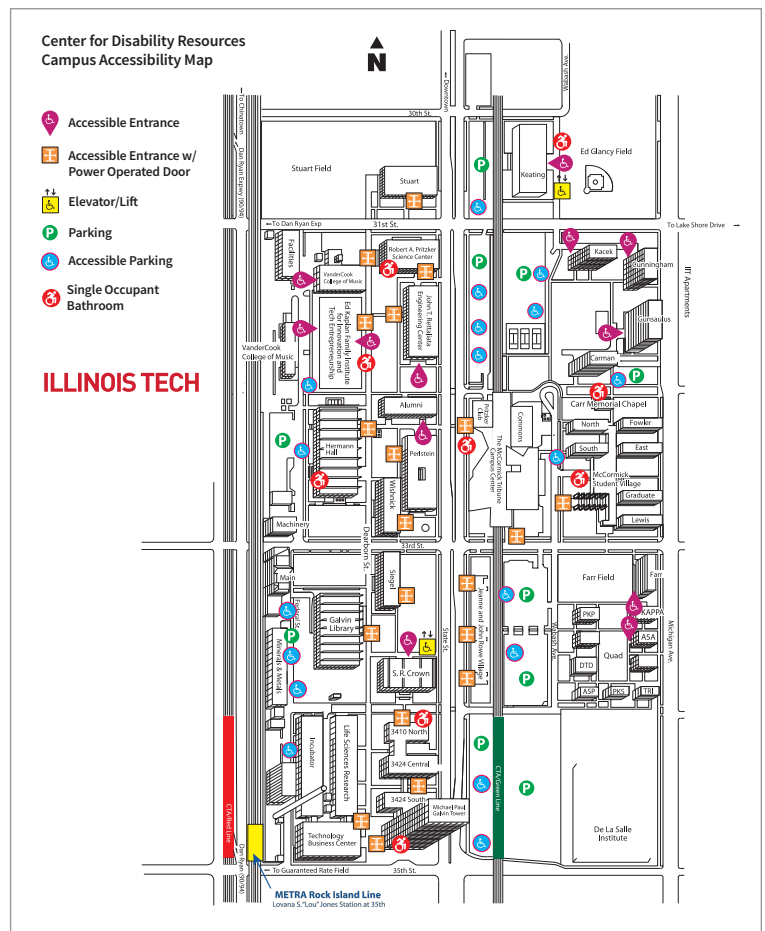 Center for Disability Resources
Campus Accessibility Map
N
Accessible Entrance
Accessible Entrance w/
Power Operated Door
Elevator/Lift
P
Parking
Accessible Parking
Single Occupant
Bathroom
ILLINOIS TECH
←To Chinatown
Dan Ryan Expwy (90/94)
←Downtown
Wabash Ave.
30th St.
Stuart Field
Stuart
P
Keating
Ed Glancy Field
←To Dan Ryan Exp
31st St.
To Lake Shore Drive →
Facilities
VanderCook
College of Music
Robert A. Pritzker
Science Center
P
P
Kacek
Cunningham
IIT Apartments
Ed Kaplan Family Institute
for Innovation and
Tech Entrepreneurship
John T. Rettaliata
Engineering Center
Gunsaulus
VanderCook
College of Music
Carman
P
Alumni
Pritzker
Club
Commons
Carr Memorial Chapel
P
Hermann
Hall
Perlstein
The McCormick Tribune
Campus Center
North
Fowler
South
East
Wishnick
McCormick
Student Village
Graduate
Machinery
Lewis
Dearborn St.
33rd St.
Main
Siegel
Farr Field
Farr
Federal St.
Galvin
Library
State St.
Jeanne and John Rowe Village
P
PKP
KAPPA
P
Minerals & Metals
Wabash Ave.
Quad
ASA
Michigan Ave.
S. R. Crown
P
DTD
ASP
PKS
TRI
3410 North
P
CTA/Red Line
Incubator
Life Sciences Research
3424 Central
CTA/Green Line
P
3424 South
Michael Paul
Galvin Tower
Technology
Business Center
De La Salle
Institute
Dan Ryan (90/94)
← To Guaranteed Rate Field
35th St.
METRA Rock Island Line
Lovana S. "Lou" Jones Station at 35th